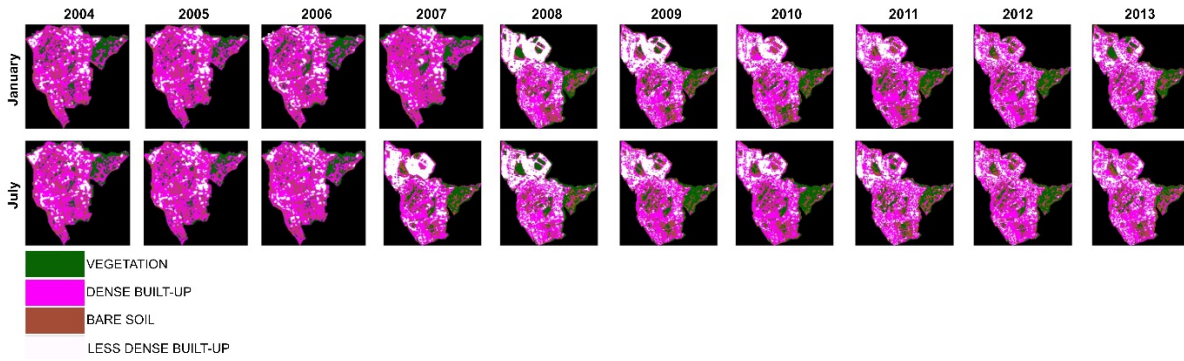 2004 2005 2006 2007 2008 2009 2010 2011 2012 2013
January
July
VEGETATION
DENSE BUILT-UP
BARE SOIL
LESS DENSE BUILT-UP